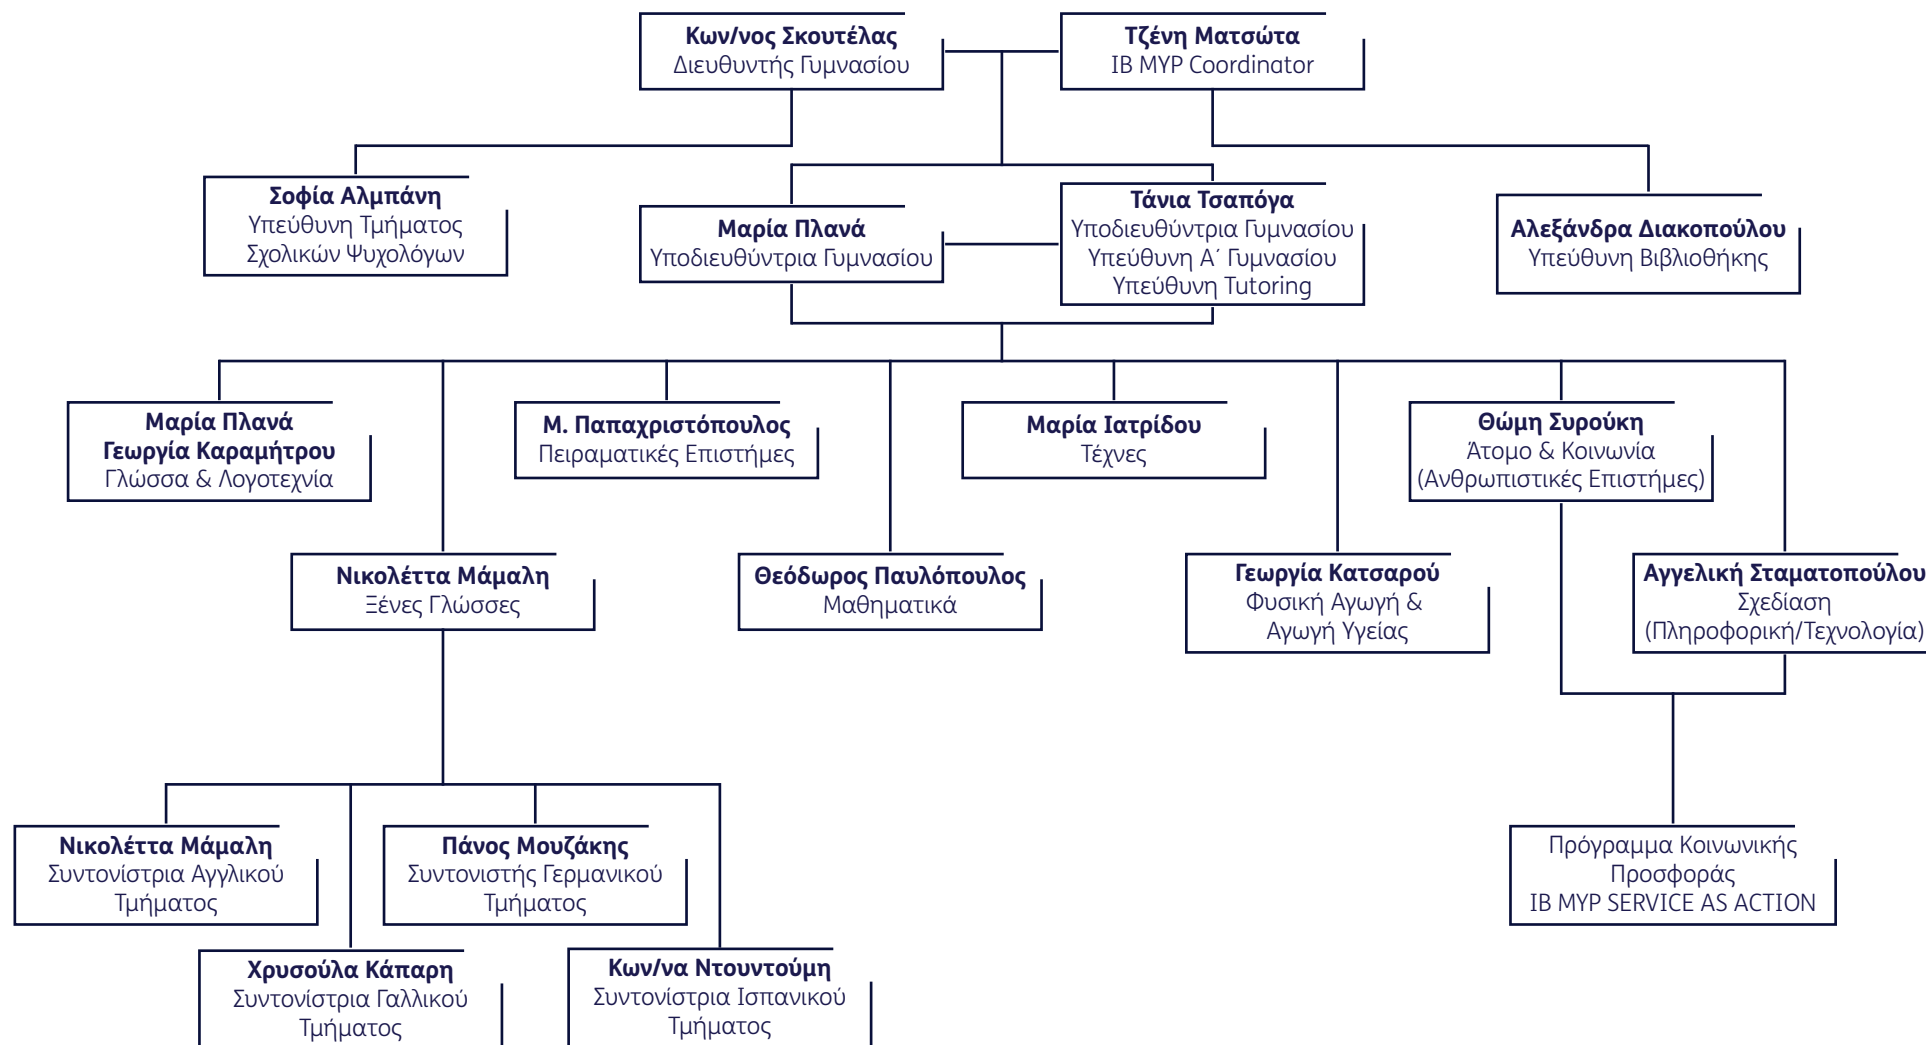 Κων/νος Σκουτέλας
Διευθυντής Γυμνασίου
Τζένη Ματσώτα
IB MYP Coordinator
Σοφία Αλμπάνη
Υπεύθυνη Τμήματος
Σχολικών Ψυχολόγων
Μαρία Πλανά
Υποδιευθύντρια Γυμνασίου
Τάνια Τσαπόγα
Υποδιευθύντρια Γυμνασίου
Υπεύθυνη Α΄ Γυμνασίου
Υπεύθυνη Tutoring
Αλεξάνδρα Διακοπούλου
Υπεύθυνη Βιβλιοθήκης
Μαρία Πλανά
Γεωργία Καραμήτρου
Γλώσσα & Λογοτεχνία
Μ. Παπαχριστόπουλος
Πειραματικές Επιστήμες
Μαρία Ιατρίδου
Τέχνες
Θώμη Συρούκη
Άτομο & Κοινωνία
(Ανθρωπιστικές Επιστήμες)
Νικολέττα Μάμαλη
Ξένες Γλώσσες
Θεόδωρος Παυλόπουλος
Μαθηματικά
Γεωργία Κατσαρού
Φυσική Αγωγή &
Αγωγή Υγείας
Αγγελική Σταματοπούλου
Σχεδίαση
(Πληροφορική/Τεχνολογία)
Νικολέττα Μάμαλη
Συντονίστρια Αγγλικού
Τμήματος
Πάνος Μουζάκης
Συντονιστής Γερμανικού
Τμήματος
Πρόγραμμα Κοινωνικής
Προσφοράς
IB MYP SERVICE AS ACTION
Χρυσούλα Κάπαρη
Συντονίστρια Γαλλικού
Τμήματος
Κων/να Ντουντούμη
Συντονίστρια Ισπανικού
Τμήματος